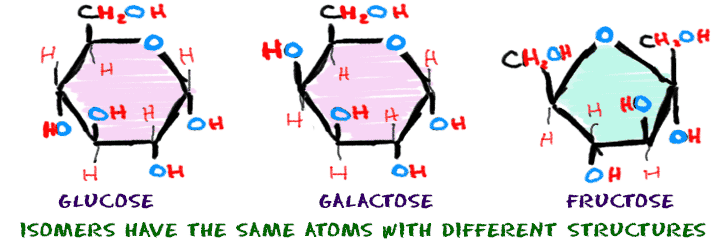 CH₂OH
H O H
H
OH H
HO OH
H OH
GLUCOSE
CH₂OH
HO O H
H
OH H
H OH
H OH
GALACTOSE
O
CH₂OH CH₂OH
H HO
H OH
OH H
FRUCTOSE
ISOMERS HAVE THE SAME ATOMS WITH DIFFERENT STRUCTURES